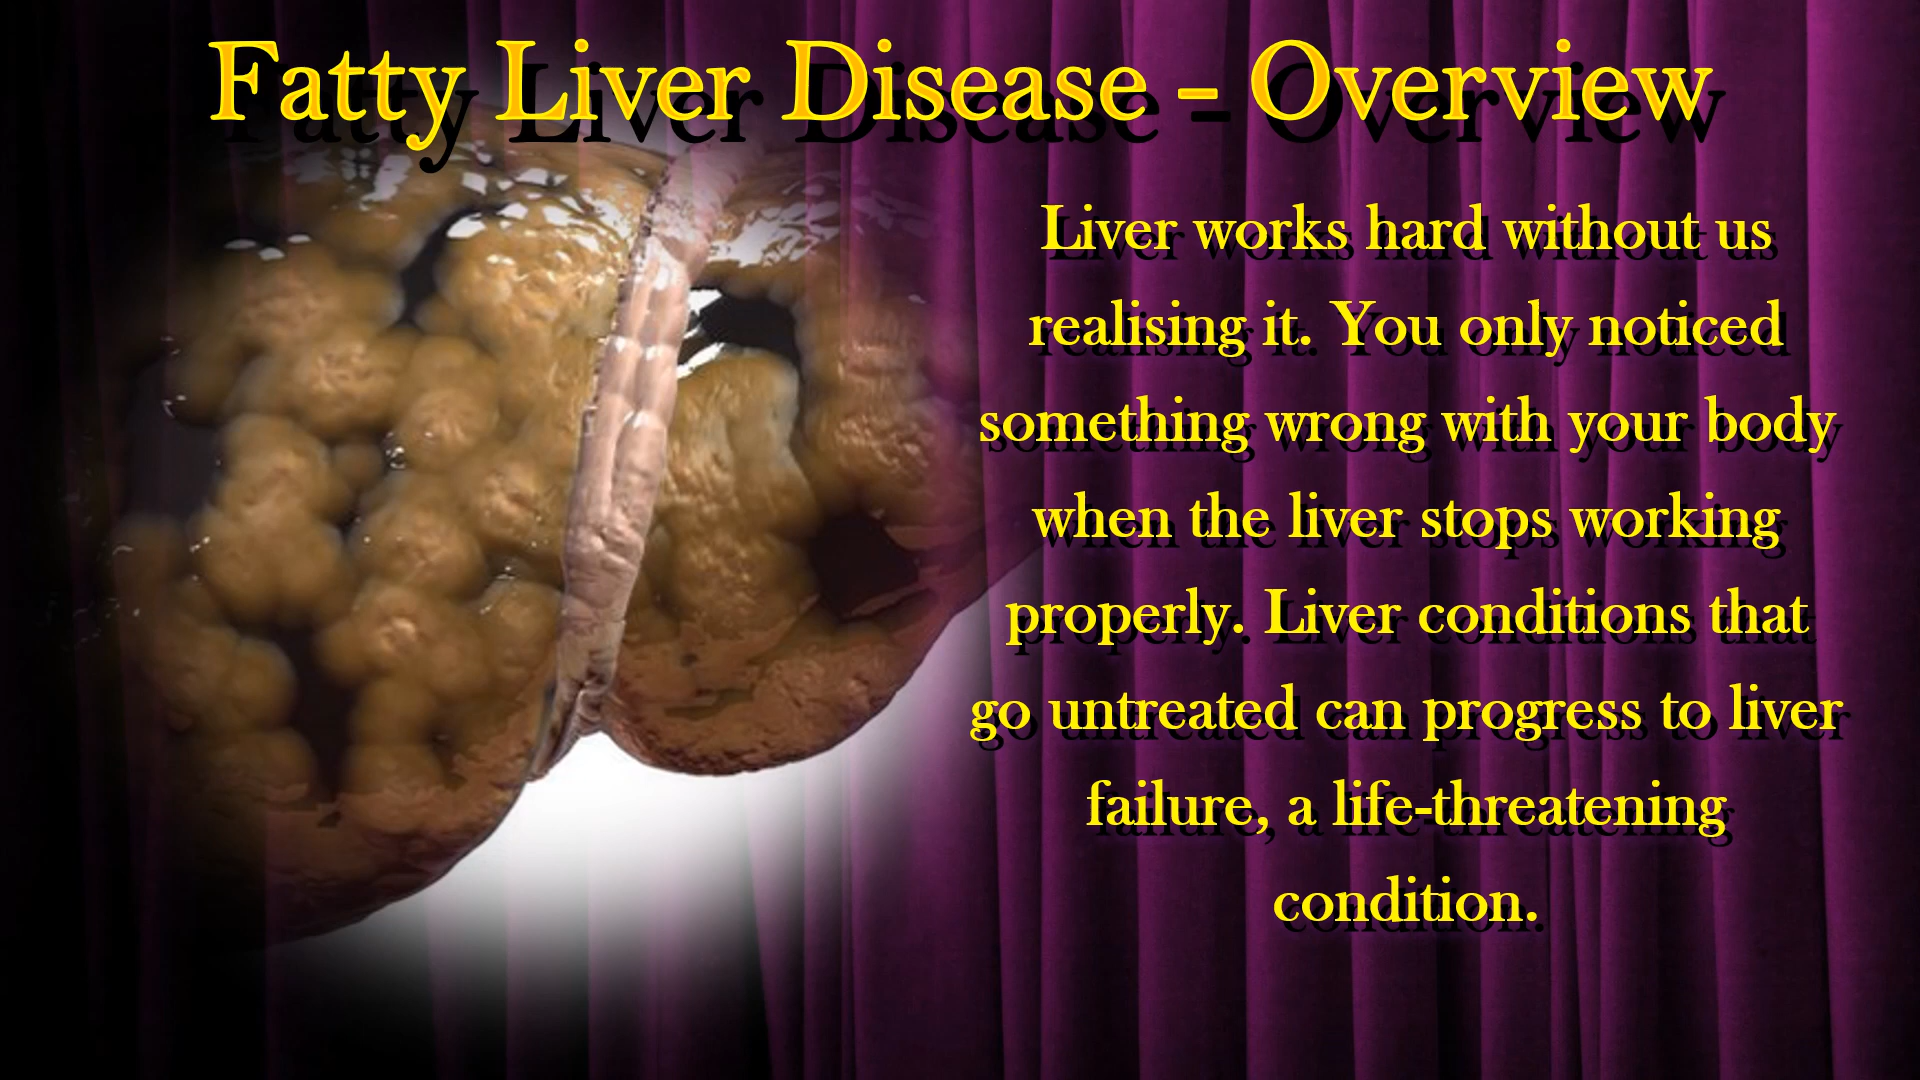 Fatty Liver Disease - Overview
Liver works hard without us
realising it. You only noticed
something wrong with your body
when the liver stops working
properly. Liver conditions that
go untreated can progress to liver
failure, a life-threatening
condition.